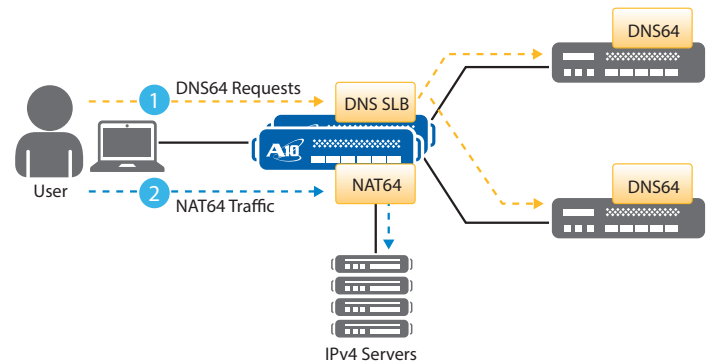 DNS64
1
DNS64 Requests
DNS SLB
A10
User
2
NAT64 Traffic
NAT64
DNS64
IPv4 Servers